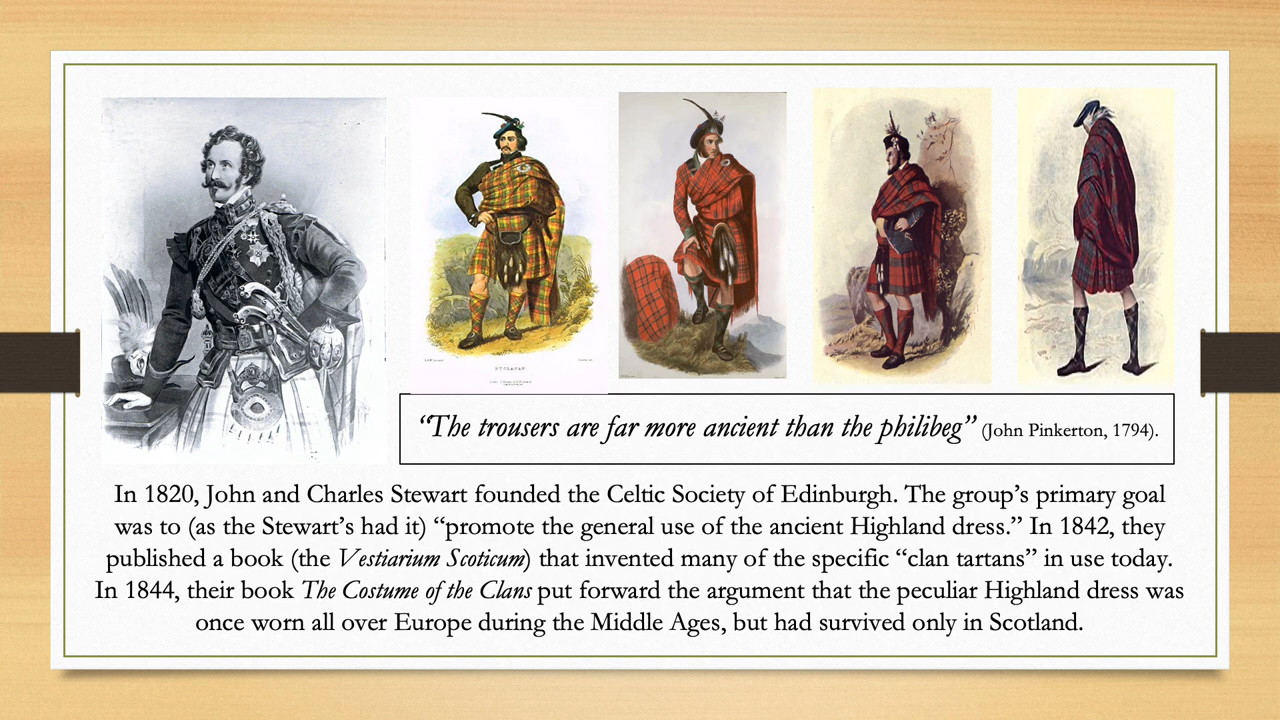 BUCHANAN.
“The trousers are far more ancient than the philibeg” (John Pinkerton, 1794).
In 1820, John and Charles Stewart founded the Celtic Society of Edinburgh. The group’s primary goal
was to (as the Stewart’s had it) “promote the general use of the ancient Highland dress.” In 1842, they
published a book (the Vestiarium Scoticum) that invented many of the specific “clan tartans” in use today.
In 1844, their book The Costume of the Clans put forward the argument that the peculiar Highland dress was
once worn all over Europe during the Middle Ages, but had survived only in Scotland.